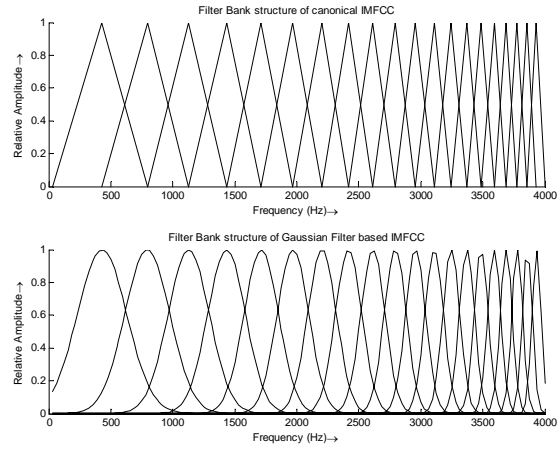 Filter Bank structure of canonical IMFCC
1
0.8
0.6
0.4
0.2
0
Relative Amplitude→
500 1000 1500 2000 2500 3000 3500 4000
Frequency (Hz)→
Filter Bank structure of Gaussian Filter based IMFCC
1
0.8
0.6
0.4
0.2
0
Relative Amplitude→
0 500 1000 1500 2000 2500 3000 3500 4000
Frequency (Hz)→